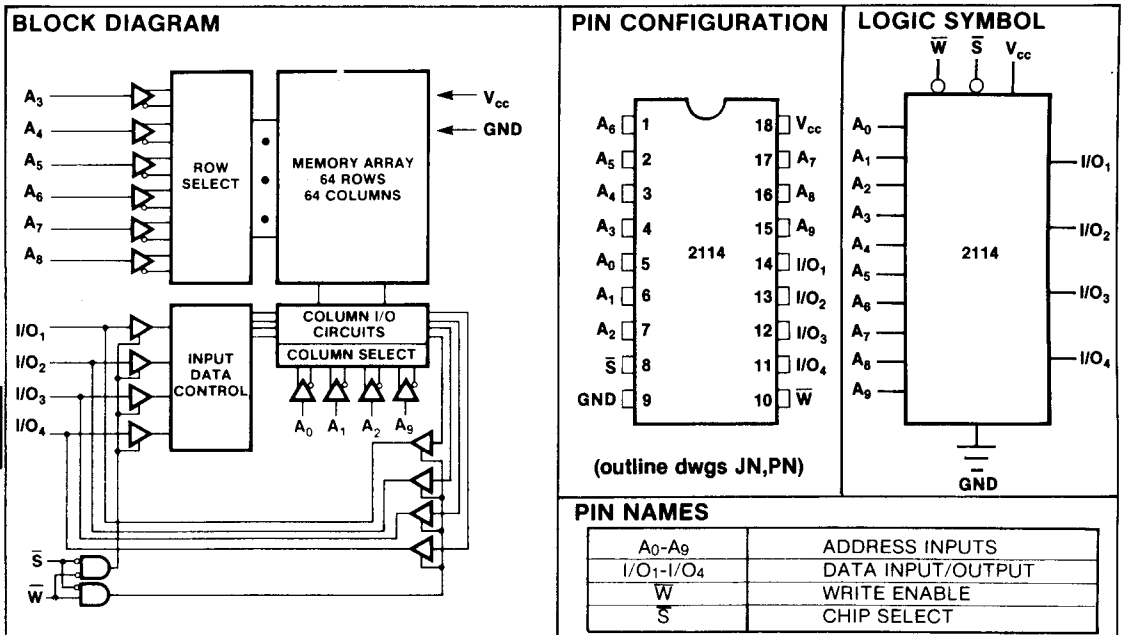 BLOCK DIAGRAM
A3
A4
A5
A6
A7
A8
ROW
SELECT
MEMORY ARRAY
64 ROWS
64 COLUMNS
Vcc
GND
I/O1
I/O2
I/O3
I/O4
INPUT
DATA
CONTROL
COLUMN I/O
CIRCUITS
COLUMN SELECT
A0 A1 A2 A9
S̅
W̅
PIN CONFIGURATION
A6 1 18 Vcc
A5 2 17 A7
A4 3 16 A8
A3 4 15 A9
A0 5 14 I/O1
A1 6 13 I/O2
A2 7 12 I/O3
S̅ 8 11 I/O4
GND 9 10 W̅
2114
(outline dwgs JN,PN)
LOGIC SYMBOL
W̅ S̅ Vcc
A0
A1
A2
A3
A4
A5
A6
A7
A8
A9
2114
I/O1
I/O2
I/O3
I/O4
GND
PIN NAMES
A0-A9 ADDRESS INPUTS
I/O1-I/O4 DATA INPUT/OUTPUT
W̅ WRITE ENABLE
S̅ CHIP SELECT